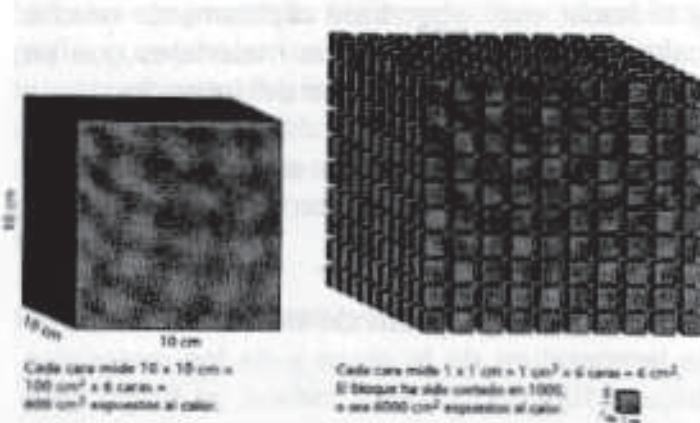 10 cm
10 cm
10 cm
Cada cara mide 10 x 10 cm =
100 cm² x 6 caras =
600 cm² expuestos al calor.
Cada cara mide 1 x 1 cm = 1 cm² x 6 caras = 6 cm².
El bloque ha sido cortado en 1000,
o sea 6000 cm² expuestos al calor.